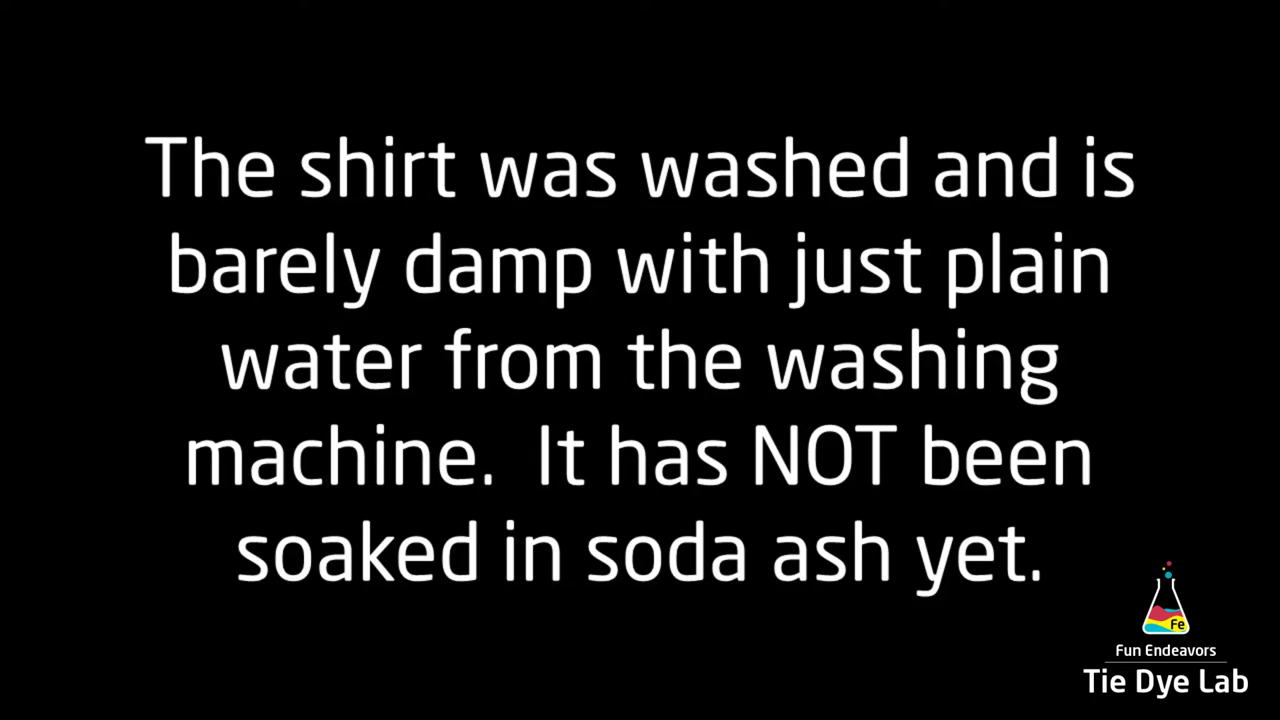 The shirt was washed and is
barely damp with just plain
water from the washing
machine.  It has NOT been
soaked in soda ash yet.
Fe
Fun Endeavors
Tie Dye Lab